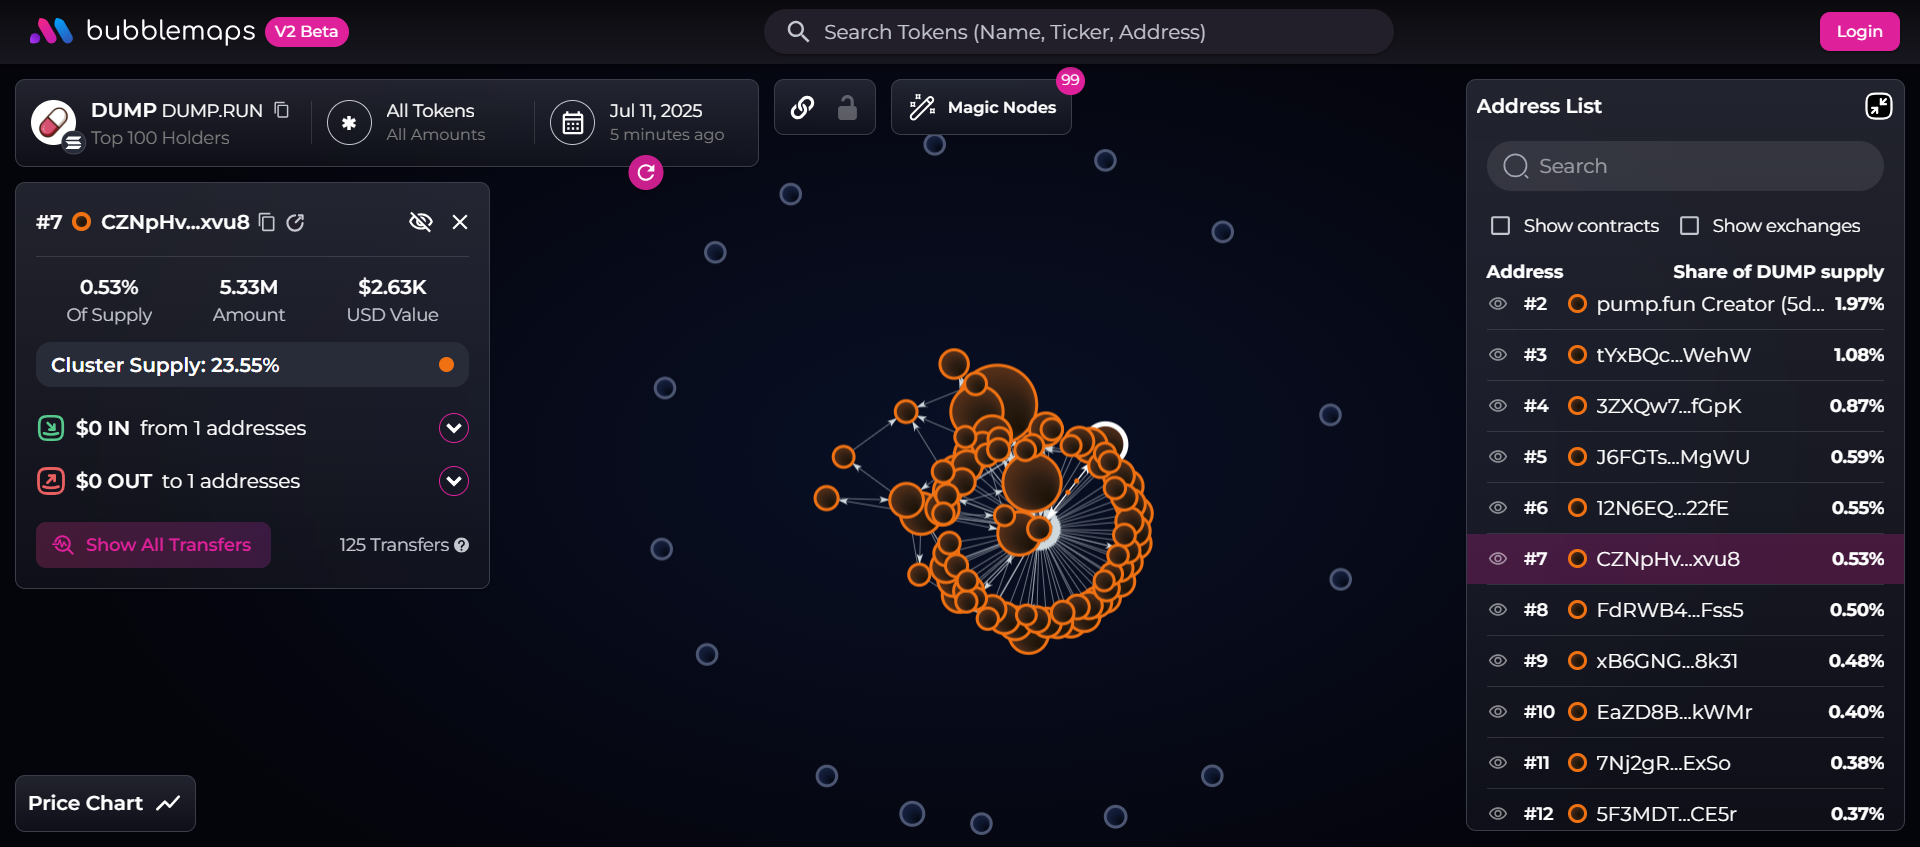 bubblemaps V2 Beta
Search Tokens (Name, Ticker, Address)
Login
DUMP DUMP.RUN
Top 100 Holders
All Tokens
All Amounts
Jul 11, 2025
5 minutes ago
Magic Nodes
99
#7 CZNpHv...xvu8
0.53% 5.33M $2.63K
Of Supply Amount USD Value
Cluster Supply: 23.55%
$0 IN from 1 addresses
$0 OUT to 1 addresses
Show All Transfers 125 Transfers ?
Price Chart
Address List
Search
Show contracts Show exchanges
Address Share of DUMP supply
#2 pump.fun Creator (5d... 1.97%
#3 tYxBQc...WehW 1.08%
#4 3ZXQw7...fGpK 0.87%
#5 J6FGTs...MgWU 0.59%
#6 12N6EQ...22fE 0.55%
#7 CZNpHv...xvu8 0.53%
#8 FdRWB4...Fss5 0.50%
#9 xB6GNG...8k31 0.48%
#10 EaZD8B...kWMr 0.40%
#11 7Nj2gR...ExSo 0.38%
#12 5F3MDT...CE5r 0.37%